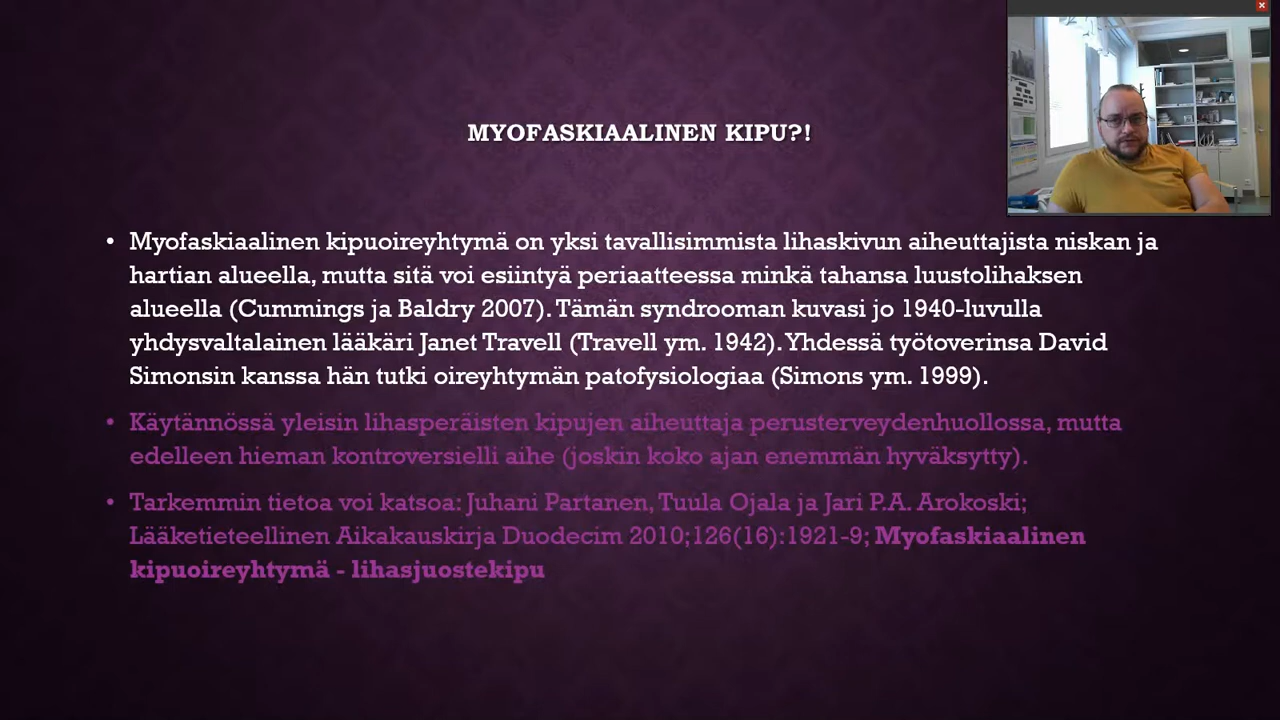 MYOFASKIAALINEN KIPU?!
• Myofaskiaalinen kipuoireyhtymä on yksi tavallisimmista lihaskivun aiheuttajista niskan ja
hartian alueella, mutta sitä voi esiintyä periaatteessa minkä tahansa luustolihaksen
alueella (Cummings ja Baldry 2007). Tämän syndrooman kuvasi jo 1940-luvulla
yhdysvaltalainen lääkäri Janet Travell (Travell ym. 1942). Yhdessä työtoverinsa David
Simonsin kanssa hän tutki oireyhtymän patofysiologiaa (Simons ym. 1999).
• Käytännössä yleisin lihasperäisten kipujen aiheuttaja perusterveydenhuollossa, mutta
edelleen hieman kontroversielli aihe (joskin koko ajan enemmän hyväksytty).
• Tarkemmin tietoa voi katsoa: Juhani Partanen, Tuula Ojala ja Jari P.A. Arokoski;
Lääketieteellinen Aikakauskirja Duodecim 2010;126(16):1921-9; Myofaskiaalinen
kipuoireyhtymä - lihasjuostekipu